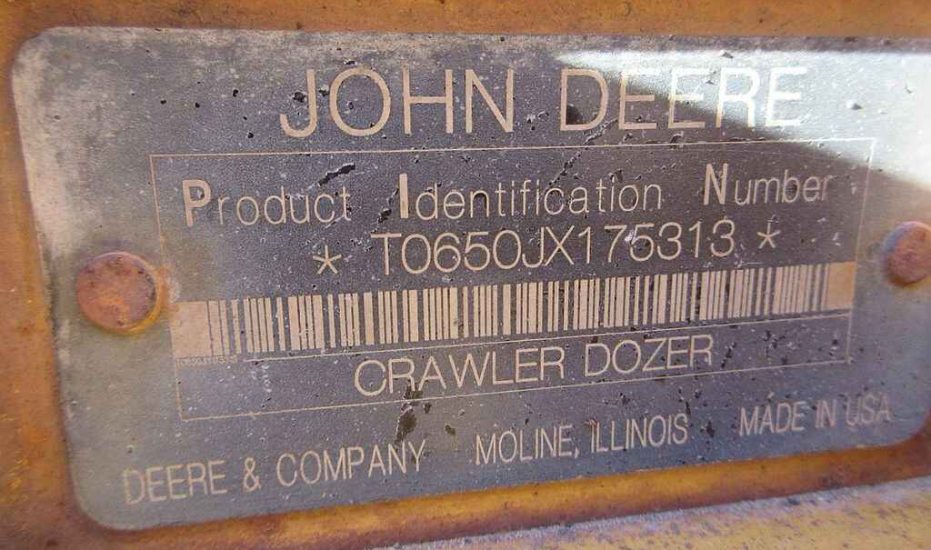 JOHN DEERE
Product Identification Number
* T0650JX175313 *
CRAWLER DOZER
DEERE & COMPANY MOLINE, ILLINOIS MADE IN USA